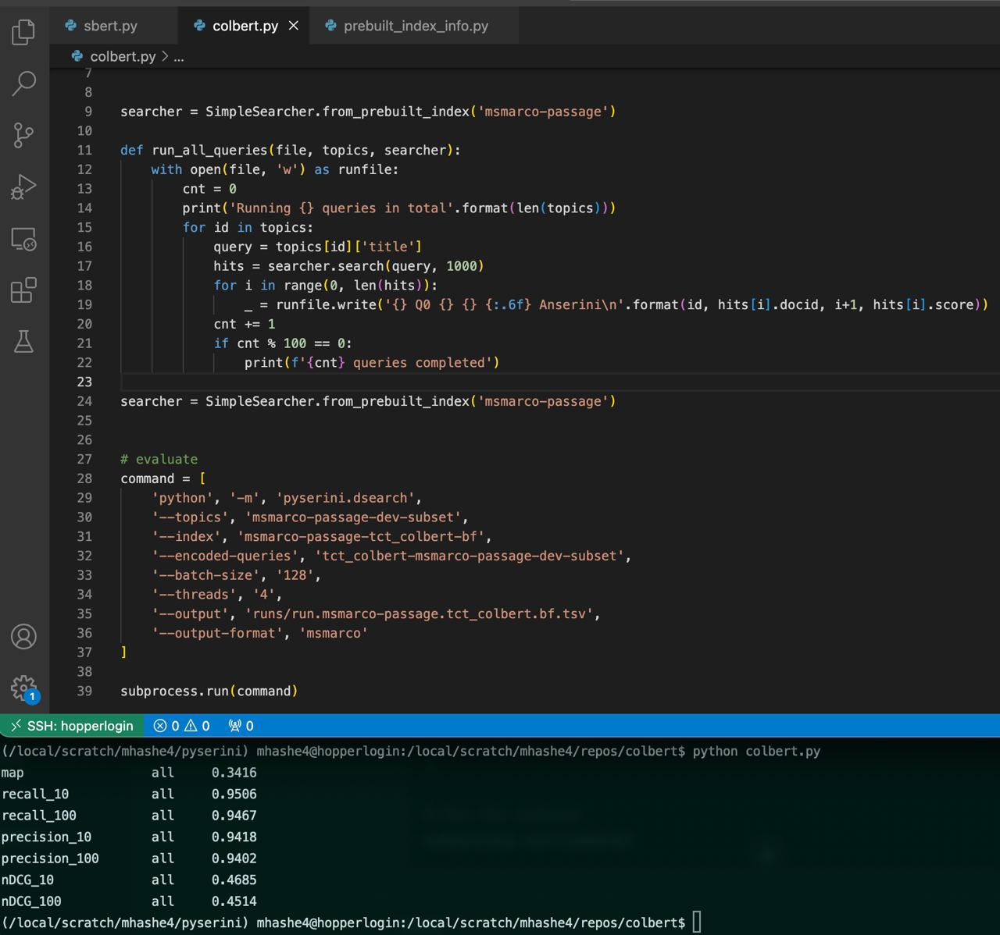 sbert.py
colbert.py
prebuilt_index_info.py
colbert.py > ...
7
8
9 searcher = SimpleSearcher.from_prebuilt_index('msmarco-passage')
10
11 def run_all_queries(file, topics, searcher):
12 with open(file, 'w') as runfile:
13 cnt = 0
14 print('Running {} queries in total'.format(len(topics)))
15 for id in topics:
16 query = topics[id]['title']
17 hits = searcher.search(query, 1000)
18 for i in range(0, len(hits)):
19 _ = runfile.write('{} Q0 {} {} {:.6f} Anserini\n'.format(id, hits[i].docid, i+1, hits[i].score))
20 cnt += 1
21 if cnt % 100 == 0:
22 print(f'{cnt} queries completed')
23
24 searcher = SimpleSearcher.from_prebuilt_index('msmarco-passage')
25
26
27 # evaluate
28 command = [
29 'python', '-m', 'pyserini.dsearch',
30 '--topics', 'msmarco-passage-dev-subset',
31 '--index', 'msmarco-passage-tct_colbert-bf',
32 '--encoded-queries', 'tct_colbert-msmarco-passage-dev-subset',
33 '--batch-size', '128',
34 '--threads', '4',
35 '--output', 'runs/run.msmarco-passage.tct_colbert.bf.tsv',
36 '--output-format', 'msmarco'
37 ]
38
39 subprocess.run(command)
1
SSH: hopperlogin 0 0 0
(/local/scratch/mhashe4/pyserini) mhashe4@hopperlogin:/local/scratch/mhashe4/repos/colbert$ python colbert.py
map all 0.3416
recall_10 all 0.9506
recall_100 all 0.9467
precision_10 all 0.9418
precision_100 all 0.9402
nDCG_10 all 0.4685
nDCG_100 all 0.4514
(/local/scratch/mhashe4/pyserini) mhashe4@hopperlogin:/local/scratch/mhashe4/repos/colbert$